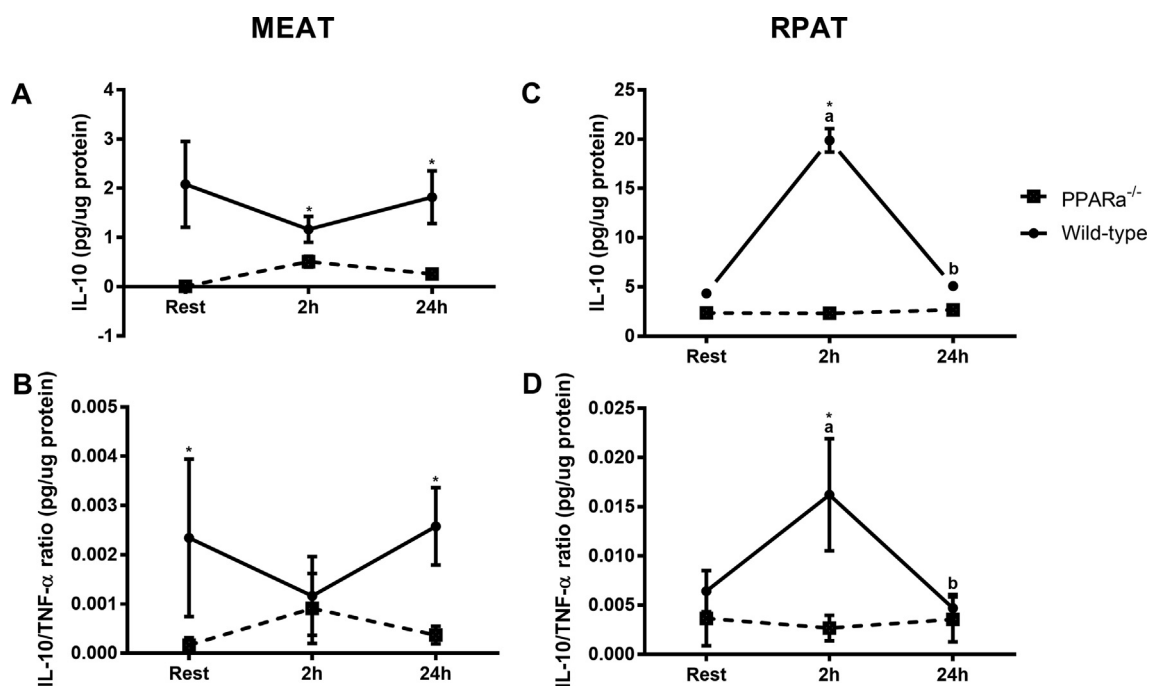 MEAT
RPAT
A
IL-10 (pg/ug protein)
4
3
2
1
0
-1
Rest
2h
24h
*
*
C
IL-10 (pg/ug protein)
25
20
15
10
5
0
Rest
2h
24h
*
a
b
PPARa-/-
Wild-type
B
IL-10/TNF-α ratio (pg/ug protein)
0.005
0.004
0.003
0.002
0.001
0.000
Rest
2h
24h
*
*
D
IL-10/TNF-α ratio (pg/ug protein)
0.025
0.020
0.015
0.010
0.005
0.000
Rest
2h
24h
*
a
b